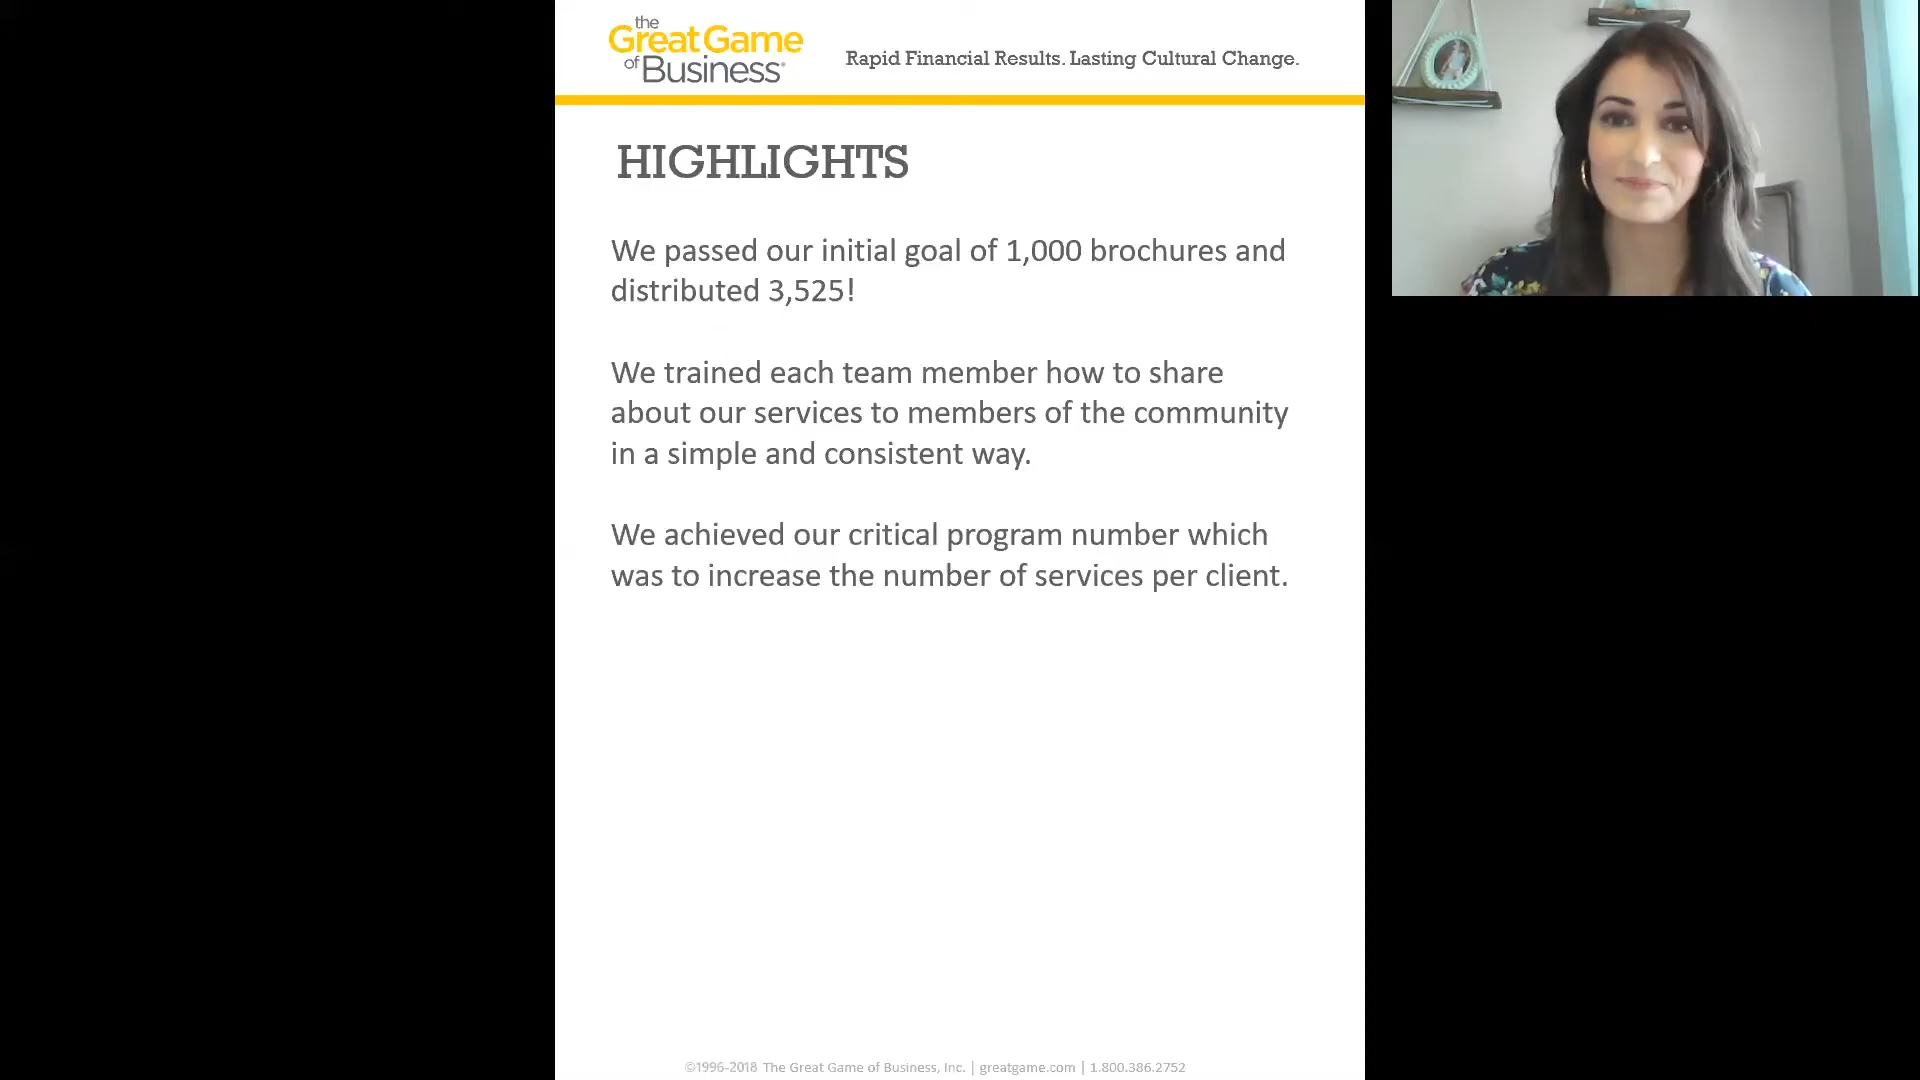 the
Great Game
of Business®
Rapid Financial Results. Lasting Cultural Change.
HIGHLIGHTS
We passed our initial goal of 1,000 brochures and
distributed 3,525!
We trained each team member how to share
about our services to members of the community
in a simple and consistent way.
We achieved our critical program number which
was to increase the number of services per client.
©1996-2018 The Great Game of Business, Inc. | greatgame.com | 1.800.386.2752